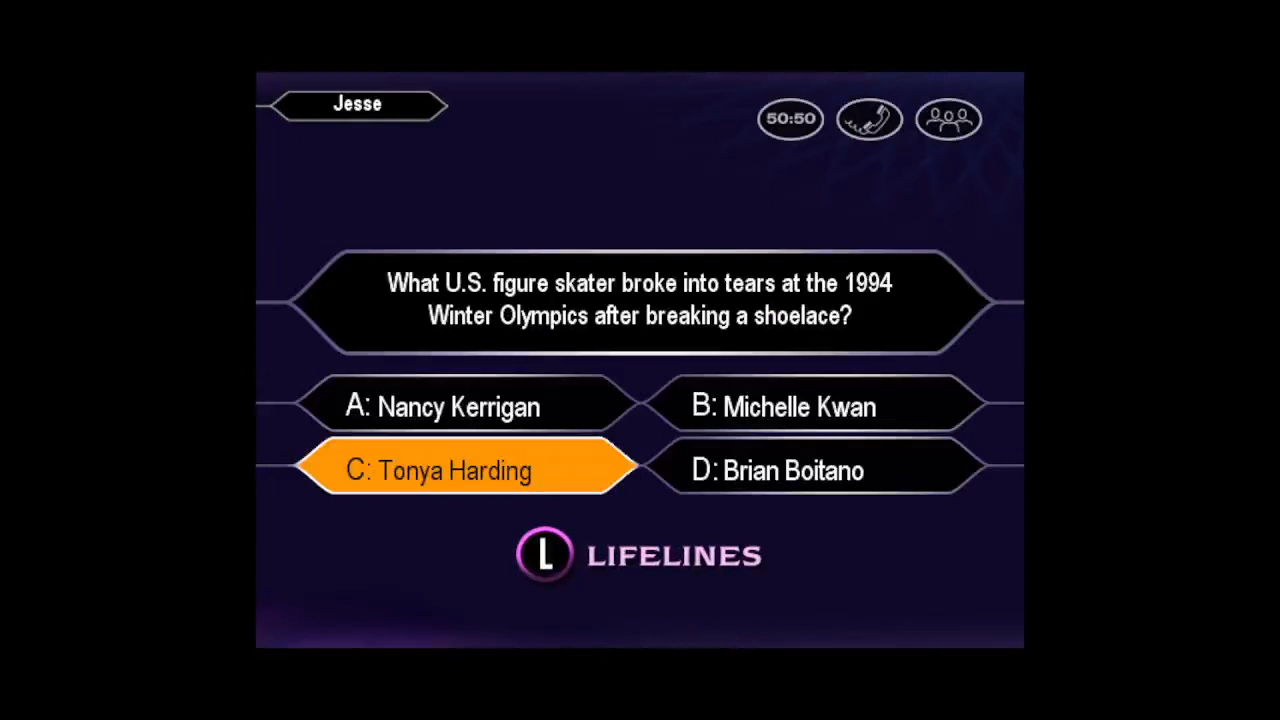 Jesse
50:50
What U.S. figure skater broke into tears at the 1994
Winter Olympics after breaking a shoelace?
A: Nancy Kerrigan
B: Michelle Kwan
C: Tonya Harding
D: Brian Boitano
L LIFELINES